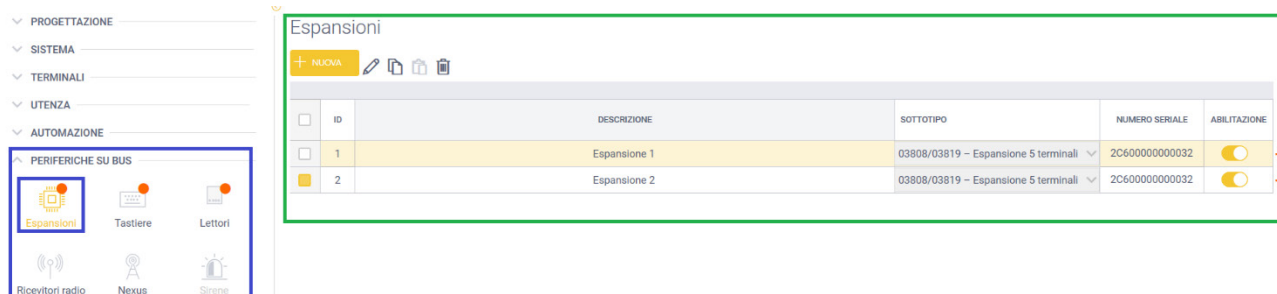 PROGETTAZIONE
SISTEMA
TERMINALI
UTENZA
AUTOMAZIONE
PERIFERICHE SU BUS
Espansioni
Tastiere
Lettori
Ricevitori radio
Nexus
Sirene
Espansioni
+ NUOVA
ID DESCRIZIONE SOTTOTIPO NUMERO SERIALE ABILITAZIONE
1 Espansione 1 03808/03819 – Espansione 5 terminali 2C600000000032
2 Espansione 2 03808/03819 – Espansione 5 terminali 2C600000000032